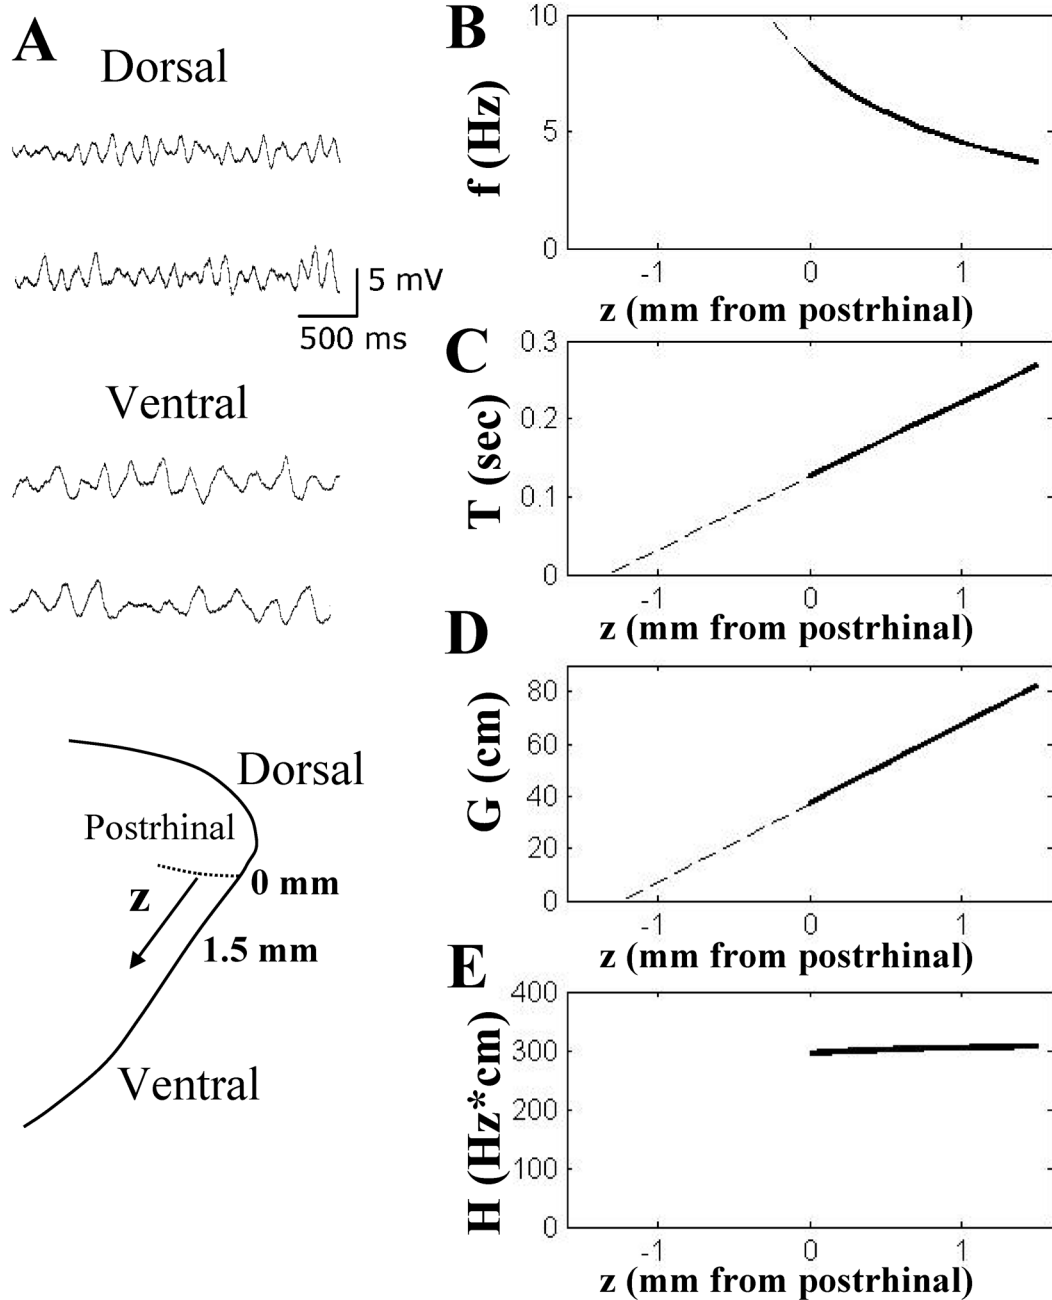 A
Dorsal
5 mV
500 ms
Ventral
Dorsal
Postrhinal
0 mm
z
1.5 mm
Ventral
B
10
5
0
f (Hz)
-1 0 1
z (mm from postrhinal)
C
0.3
0.2
0.1
0
T (sec)
-1 0 1
z (mm from postrhinal)
D
80
60
40
20
0
G (cm)
-1 0 1
z (mm from postrhinal)
E
400
300
200
100
0
H (Hz*cm)
-1 0 1
z (mm from postrhinal)